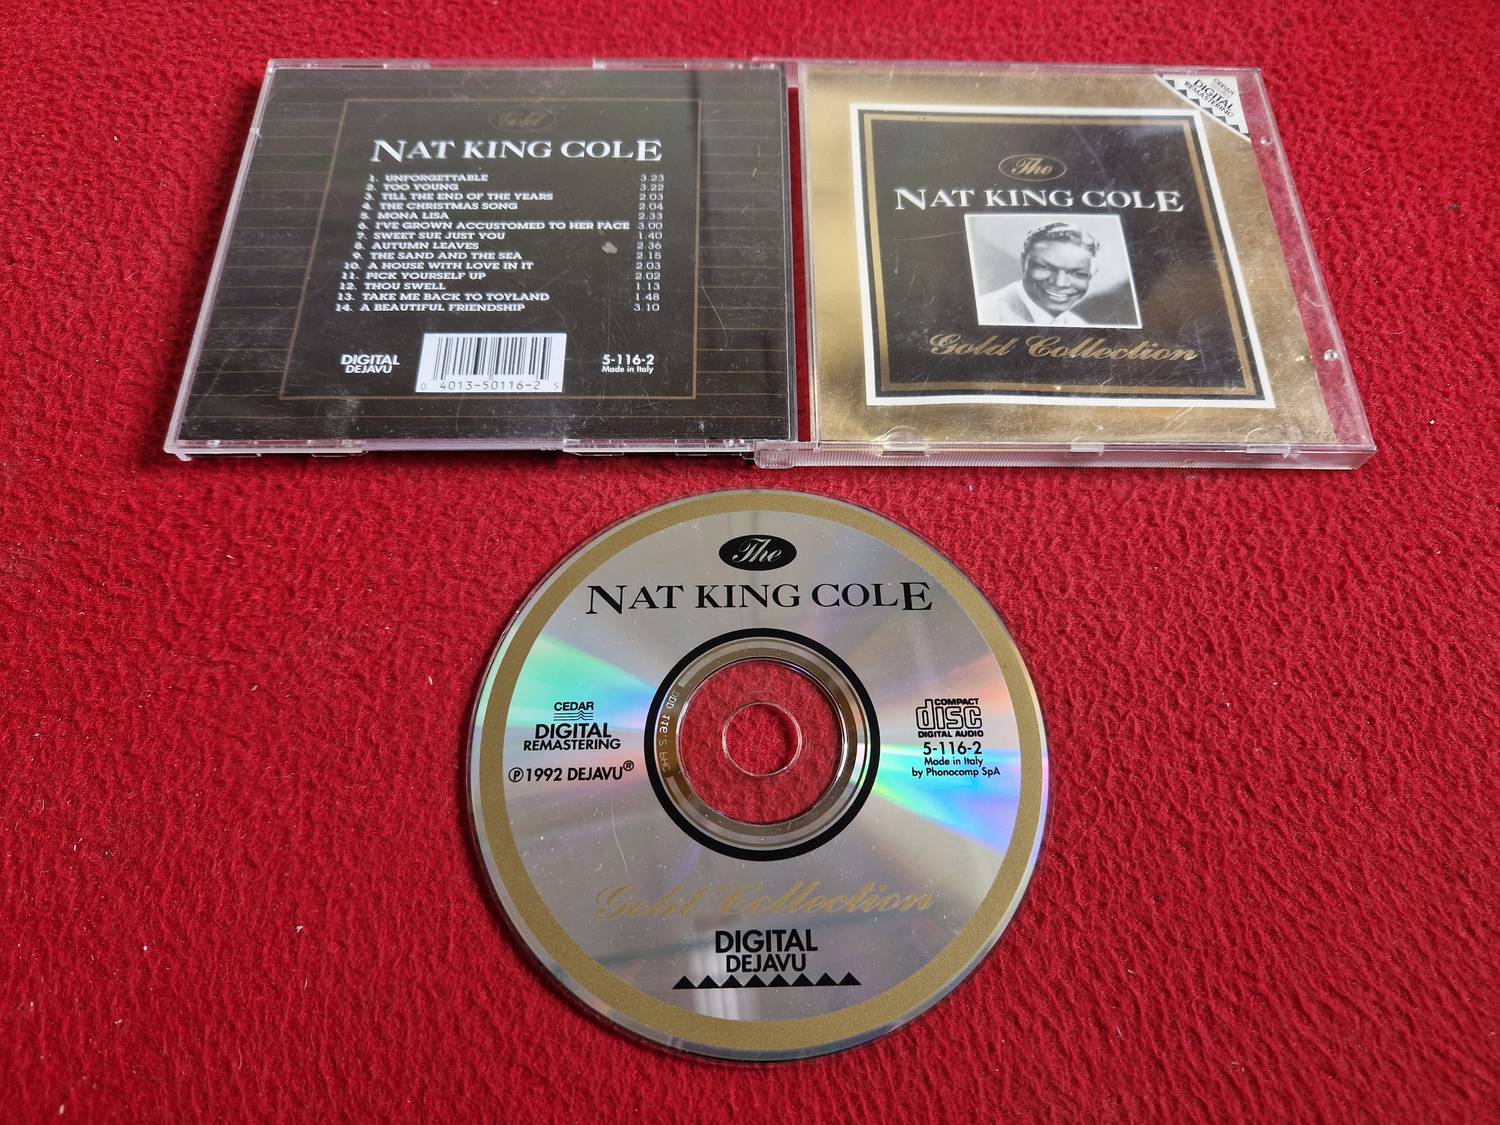 Gold
NAT KING COLE
1. UNFORGETTABLE 3.23
2. TOO YOUNG 3.22
3. TILL THE END OF THE YEARS 2.03
4. THE CHRISTMAS SONG 2.04
5. MONA LISA 2.33
6. I'VE GROWN ACCUSTOMED TO HER FACE 3.00
7. SWEET SUE JUST YOU 1.40
8. AUTUMN LEAVES 2.36
9. THE SAND AND THE SEA 2.15
10. A HOUSE WITH LOVE IN IT 2.03
11. PICK YOURSELF UP 2.02
12. THOU SWELL 1.13
13. TAKE ME BACK TO TOYLAND 1.48
14. A BEAUTIFUL FRIENDSHIP 3.10
DIGITAL
DEJAVU
0 4013-50116-2 5
5-116-2
Made in Italy
CEDAR
DIGITAL
REMASTERING
The
NAT KING COLE
Gold Collection
The
NAT KING COLE
CEDAR
DIGITAL
REMASTERING
℗ 1992 DEJAVU®
COMPACT
disc
DIGITAL AUDIO
5-116-2
Made in Italy
by Phonocomp SpA
Gold Collection
DIGITAL
DEJAVU